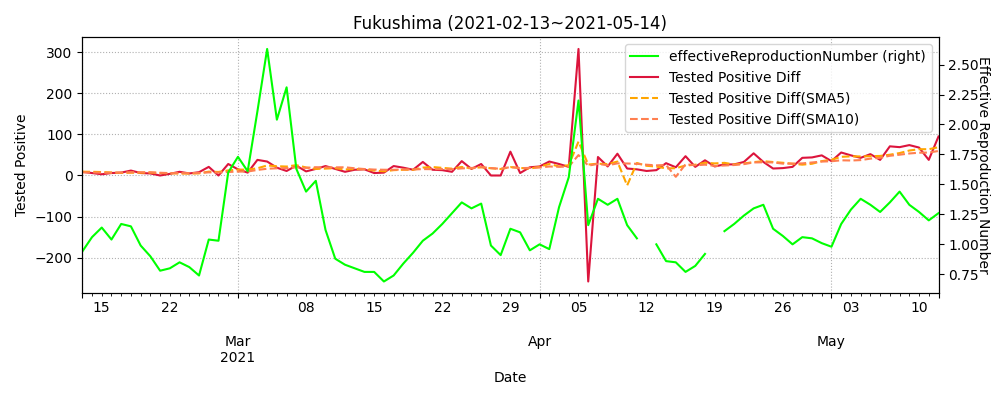 Fukushima (2021-02-13~2021-05-14)
effectiveReproductionNumber (right)
Tested Positive Diff
Tested Positive Diff(SMA5)
Tested Positive Diff(SMA10)
Tested Positive
300
200
100
0
−100
−200
Effective Reproduction Number
2.50
2.25
2.00
1.75
1.50
1.25
1.00
0.75
15 22 08 15 22 29 05 12 19 26 03 10
Mar Apr May
2021
Date